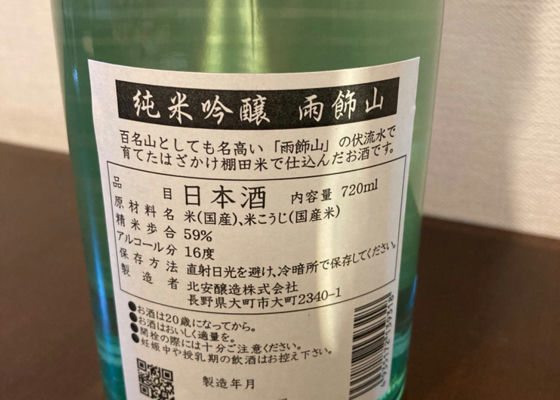 純米吟醸 雨飾山
百名山としても名高い「雨飾山」の伏流水で
育てたはざかけ棚田米で仕込んだお酒です。
品目 日本酒 内容量 720ml
原材料名 米(国産)、米こうじ(国産米)
精米歩合 59%
アルコール分 16度
保存方法 直射日光を避け、冷暗所で保存してください。
製造者 北安醸造株式会社
長野県大町市大町2340-1
●お酒は20歳になってから。
●お酒はおいしく適量を。
●開栓の際には十分ご注意ください。
●妊娠中や授乳期の飲酒はお控え下さい。
製造年月